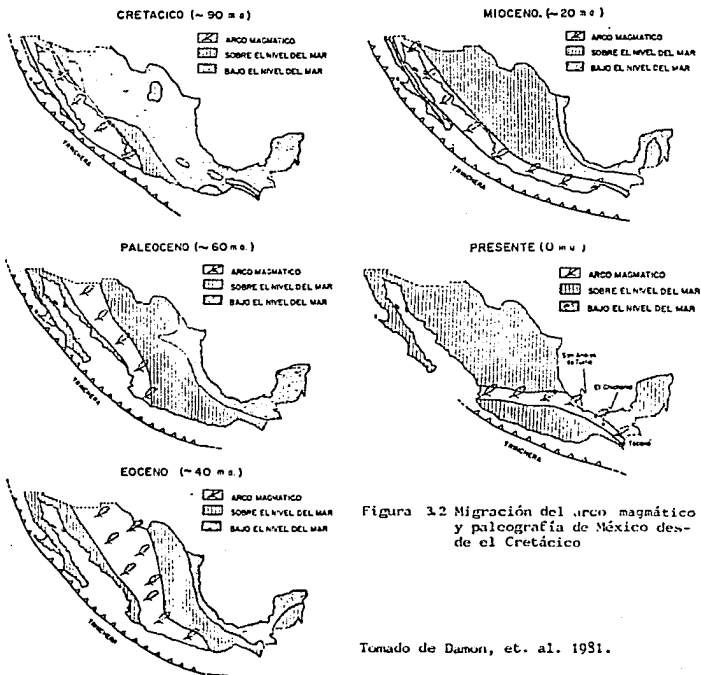 CRETACICO (~90 m a)
ARCO MAGMATICO
SOBRE EL NIVEL DEL MAR
BAJO EL NIVEL DEL MAR
TRINCHERA
PALEOCENO (~60 m a.)
ARCO MAGMATICO
SOBRE EL NIVEL DEL MAR
BAJO EL NIVEL DEL MAR
TRINCHERA
EOCENO (~40 m a.)
ARCO MAGMATICO
SOBRE EL NIVEL DEL MAR
BAJO EL NIVEL DEL MAR
TRINCHERA
MIOCENO. (~20 m a)
ARCO MAGMATICO
SOBRE EL NIVEL DEL MAR
BAJO EL NIVEL DEL MAR
TRINCHERA
PRESENTE (0 m a)
ARCO MAGMATICO
SOBRE EL NIVEL DEL MAR
BAJO EL NIVEL DEL MAR
San Andres
de Tuxtla
El Chichonal
Tacaná
TRINCHERA
Figura 3.2 Migración del arco magmático
y paleografía de México des-
de el Cretácico
Tomado de Damon, et. al. 1981.